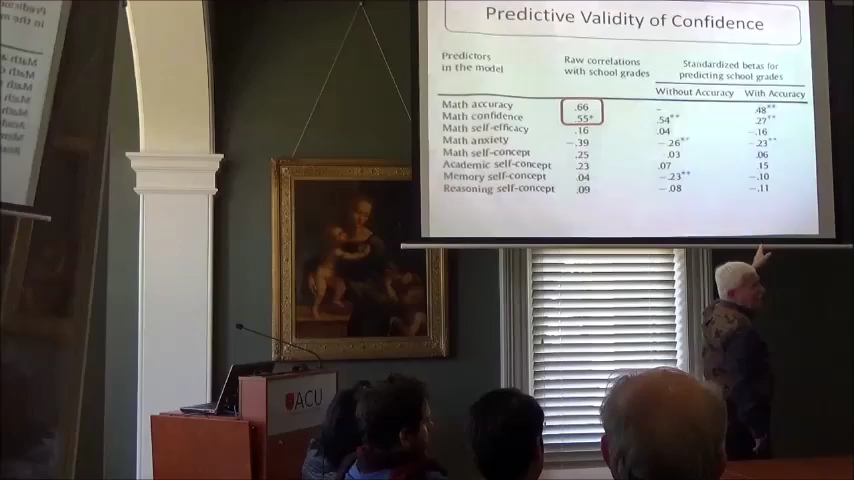 Predictive Validity of Confidence
Predictors in the model
Raw correlations with school grades
Standardized betas for predicting school grades
Without Accuracy With Accuracy
Math accuracy .66 – .48**
Math confidence .55* .54** .27**
Math self-efficacy .16 .04 –.16
Math anxiety –.39 –.26** –.23**
Math self-concept .25 .03 .06
Academic self-concept .23 .07 .15
Memory self-concept .04 –.23** –.10
Reasoning self-concept .09 –.08 –.11
ACU